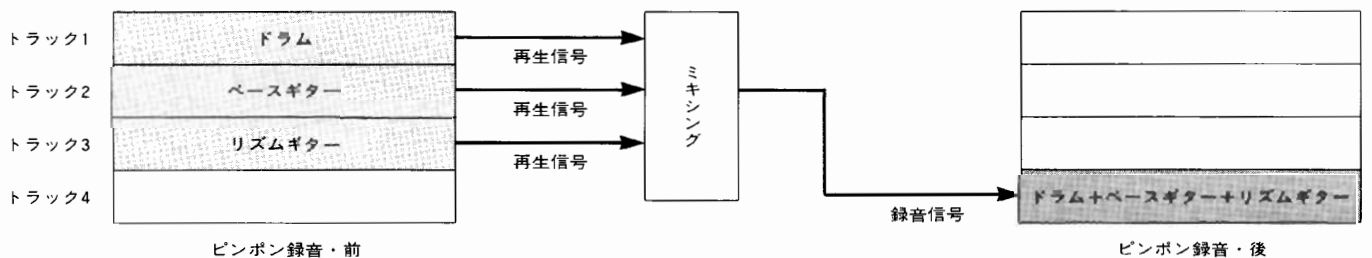 トラック1
ドラム
再生信号
トラック2
ベースギター
再生信号
トラック3
リズムギター
再生信号
トラック4
ミキシング
録音信号
ドラム+ベースギター+リズムギター
ピンポン録音・前
ピンポン録音・後